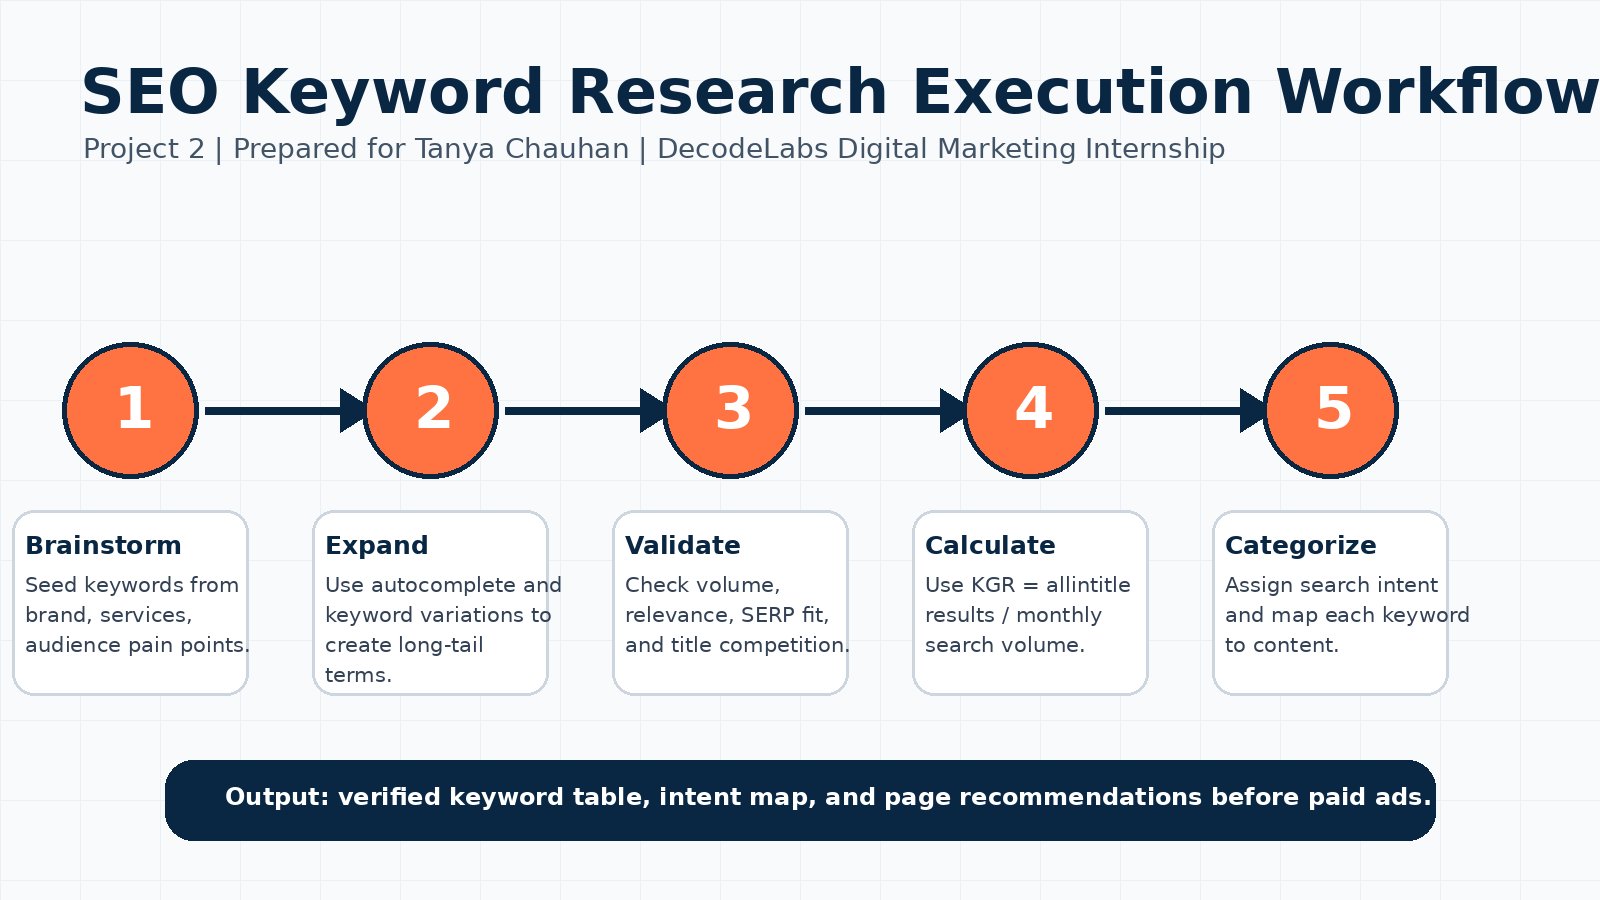 SEO Keyword Research Execution Workflow
Project 2 | Prepared for Tanya Chauhan | DecodeLabs Digital Marketing Internship
1
2
3
4
5
Brainstorm
Seed keywords from
brand, services,
audience pain points.
Expand
Use autocomplete and
keyword variations to
create long-tail
terms.
Validate
Check volume,
relevance, SERP fit,
and title competition.
Calculate
Use KGR = allintitle
results / monthly
search volume.
Categorize
Assign search intent
and map each keyword
to content.
Output: verified keyword table, intent map, and page recommendations before paid ads.